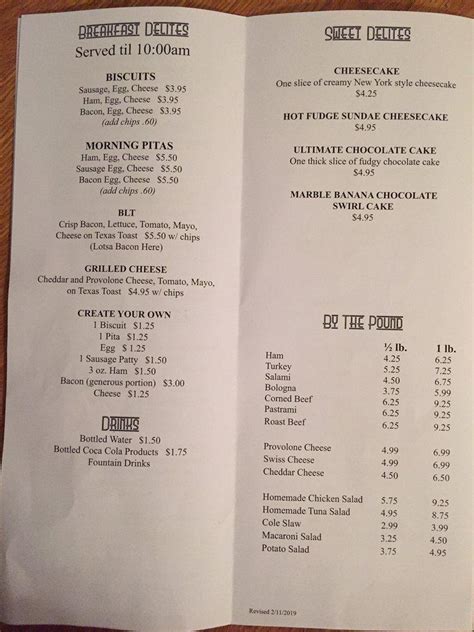 BREAKFAST DELITES
Served til 10:00am
BISCUITS
Sausage, Egg, Cheese $3.95
Ham, Egg, Cheese $3.95
Bacon, Egg, Cheese $3.95
(add chips .60)
MORNING PITAS
Ham, Egg, Cheese $5.50
Sausage Egg, Cheese $5.50
Bacon Egg, Cheese $5.50
(add chips .60)
BLT
Crisp Bacon, Lettuce, Tomato, Mayo,
Cheese on Texas Toast $5.50 w/ chips
(Lotsa Bacon Here)
GRILLED CHEESE
Cheddar and Provolone Cheese, Tomato, Mayo,
on Texas Toast $4.95 w/ chips
CREATE YOUR OWN
1 Biscuit $1.25
1 Pita $1.25
Egg $ 1.25
1 Sausage Patty $1.50
3 oz. Ham $1.50
Bacon (generous portion) $3.00
Cheese $1.25
DRINKS
Bottled Water $1.50
Bottled Coca Cola Products $1.75
Fountain Drinks
SWEET DELITES
CHEESECAKE
One slice of creamy New York style cheesecake
$4.25
HOT FUDGE SUNDAE CHEESECAKE
$4.95
ULTIMATE CHOCOLATE CAKE
One thick slice of fudgy chocolate cake
$4.95
MARBLE BANANA CHOCOLATE
SWIRL CAKE
$4.95
BY THE POUND
½ lb. 1 lb.
Ham 4.25 6.25
Turkey 5.25 7.25
Salami 4.50 6.75
Bologna 3.75 5.75
Corned Beef 6.25 9.25
Pastrami 6.25 9.25
Roast Beef 6.25 9.25
Provolone Cheese 4.99 6.99
Swiss Cheese 4.99 6.99
Cheddar Cheese 4.50 6.50
Homemade Chicken Salad 5.75 9.25
Homemade Tuna Salad 4.95 8.75
Cole Slaw 2.99 3.99
Macaroni Salad 3.25 4.50
Potato Salad 3.75 5.25
Revised 2/11/2019